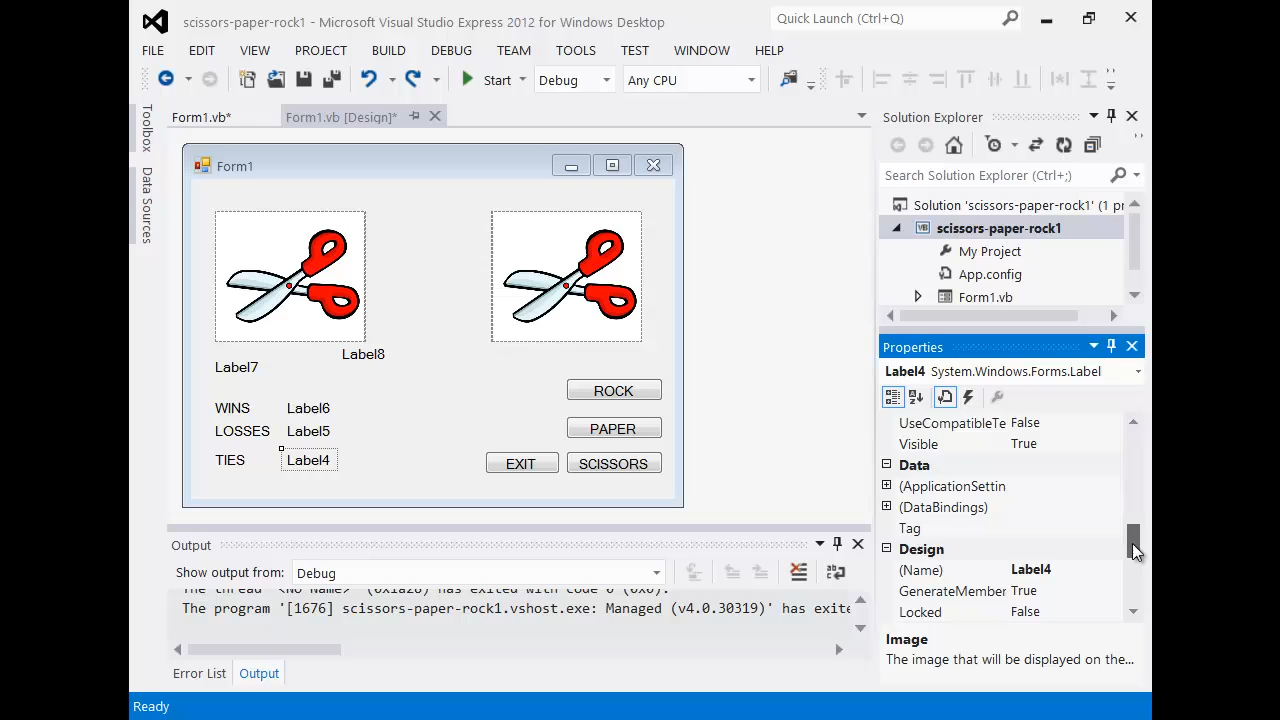 scissors-paper-rock1 - Microsoft Visual Studio Express 2012 for Windows Desktop
Quick Launch (Ctrl+Q)
FILE EDIT VIEW PROJECT BUILD DEBUG TEAM TOOLS TEST WINDOW HELP
Start Debug Any CPU
Toolbox
Data Sources
Form1.vb* Form1.vb [Design]*
Form1
Label8
Label7
WINS Label6
LOSSES Label5
TIES Label4
ROCK
PAPER
EXIT SCISSORS
Output
Show output from: Debug
The program '[1676] scissors-paper-rock1.vshost.exe: Managed (v4.0.30319)' has exite
Error List Output
Solution Explorer
Search Solution Explorer (Ctrl+;)
Solution 'scissors-paper-rock1' (1 pr
VB scissors-paper-rock1
My Project
App.config
Form1.vb
Properties
Label4 System.Windows.Forms.Label
UseCompatibleTe False
Visible True
Data
(ApplicationSettin
(DataBindings)
Tag
Design
(Name) Label4
GenerateMember True
Locked False
Image
The image that will be displayed on the...
Ready